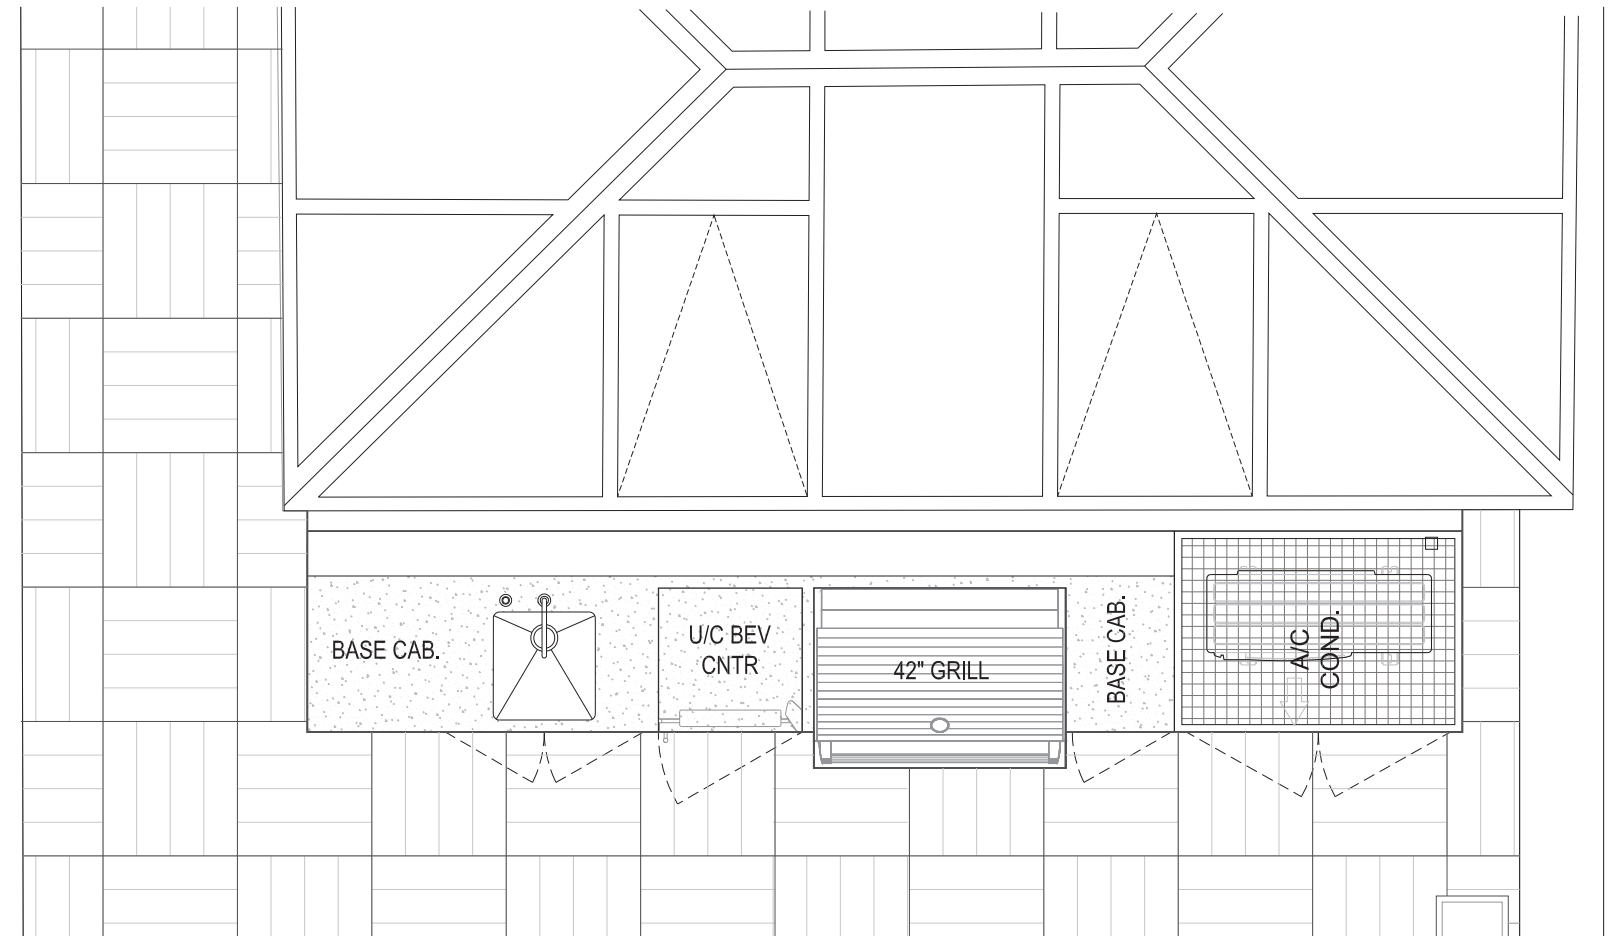 BASE CAB.
U/C BEV
CNTR
42" GRILL
BASE CAB.
A/C
COND.